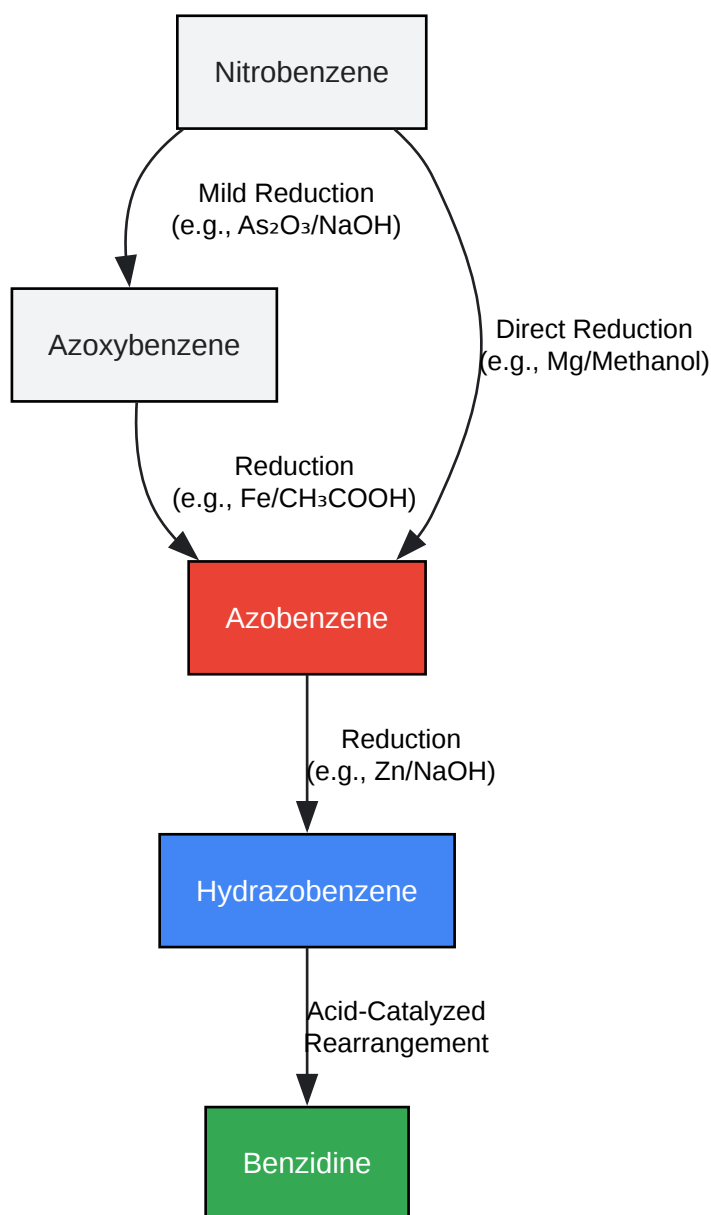 Nitrobenzene
Mild Reduction
(e.g., As₂O₃/NaOH)
Direct Reduction
(e.g., Mg/Methanol)
Azoxybenzene
Reduction
(e.g., Fe/CH₃COOH)
Azobenzene
Reduction
(e.g., Zn/NaOH)
Hydrazobenzene
Acid-Catalyzed
Rearrangement
Benzidine